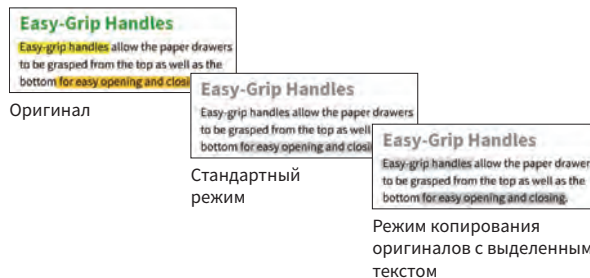 Easy-Grip Handles
Easy-grip handles allow the paper drawers
to be grasped from the top as well as the
bottom for easy opening and closi
Оригинал
Easy-Grip Handles
Easy-grip handles allow the paper drawers
to be grasped from the top as well
bottom for easy opening and closi
Стандартный
режим
Easy-Grip Handles
Easy-grip handles allow the paper drawer
to be grasped from the top as well as the
bottom for easy opening and closing.
Режим копирования
оригиналов с выделенным
текстом